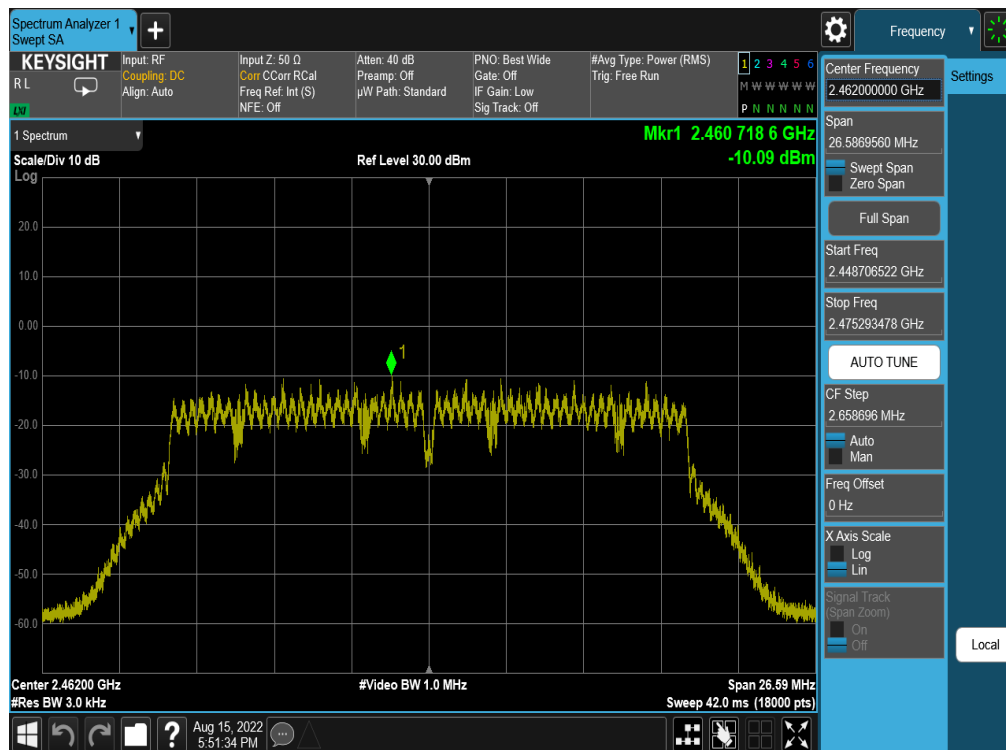 Spectrum Analyzer 1
Swept SA
Frequency
KEYSIGHT
R L
LXI
Input: RF
Coupling: DC
Align: Auto
Input Z: 50 Ω
Corr CCorr RCal
Freq Ref: Int (S)
NFE: Off
Atten: 40 dB
Preamp: Off
µW Path: Standard
PNO: Best Wide
Gate: Off
IF Gain: Low
Sig Track: Off
#Avg Type: Power (RMS)
Trig: Free Run
1 2 3 4 5 6
M W W W W W
P N N N N N
1 Spectrum
Scale/Div 10 dB
Log
Ref Level 30.00 dBm
Mkr1 2.460 718 6 GHz
-10.09 dBm
20.0
10.0
0.00
-10.0
-20.0
-30.0
-40.0
-50.0
-60.0
1
Center 2.46200 GHz
#Res BW 3.0 kHz
#Video BW 1.0 MHz
Span 26.59 MHz
Sweep 42.0 ms (18000 pts)
Center Frequency
2.462000000 GHz
Settings
Span
26.5869560 MHz
Swept Span
Zero Span
Full Span
Start Freq
2.448706522 GHz
Stop Freq
2.475293478 GHz
AUTO TUNE
CF Step
2.658696 MHz
Auto
Man
Freq Offset
0 Hz
X Axis Scale
Log
Lin
Signal Track
(Span Zoom)
On
Off
Local
?
Aug 15, 2022
5:51:34 PM